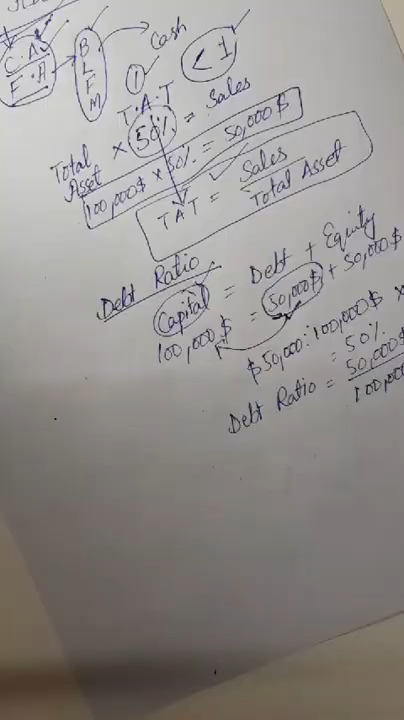 C.A
F.A
B
L
F
M
Cash
①
< 1
T.A.T
Total Asset × 50% = Sales
100,000$ × 50% = 50,000$
TAT = Sales / Total Asset
Debt Ratio
Capital = Debt + Equity
100,000$ = 50,000$ + 50,000$
$50,000 : 100,000$ ×
= 50%
Debt Ratio = 50,000$ / 100,000